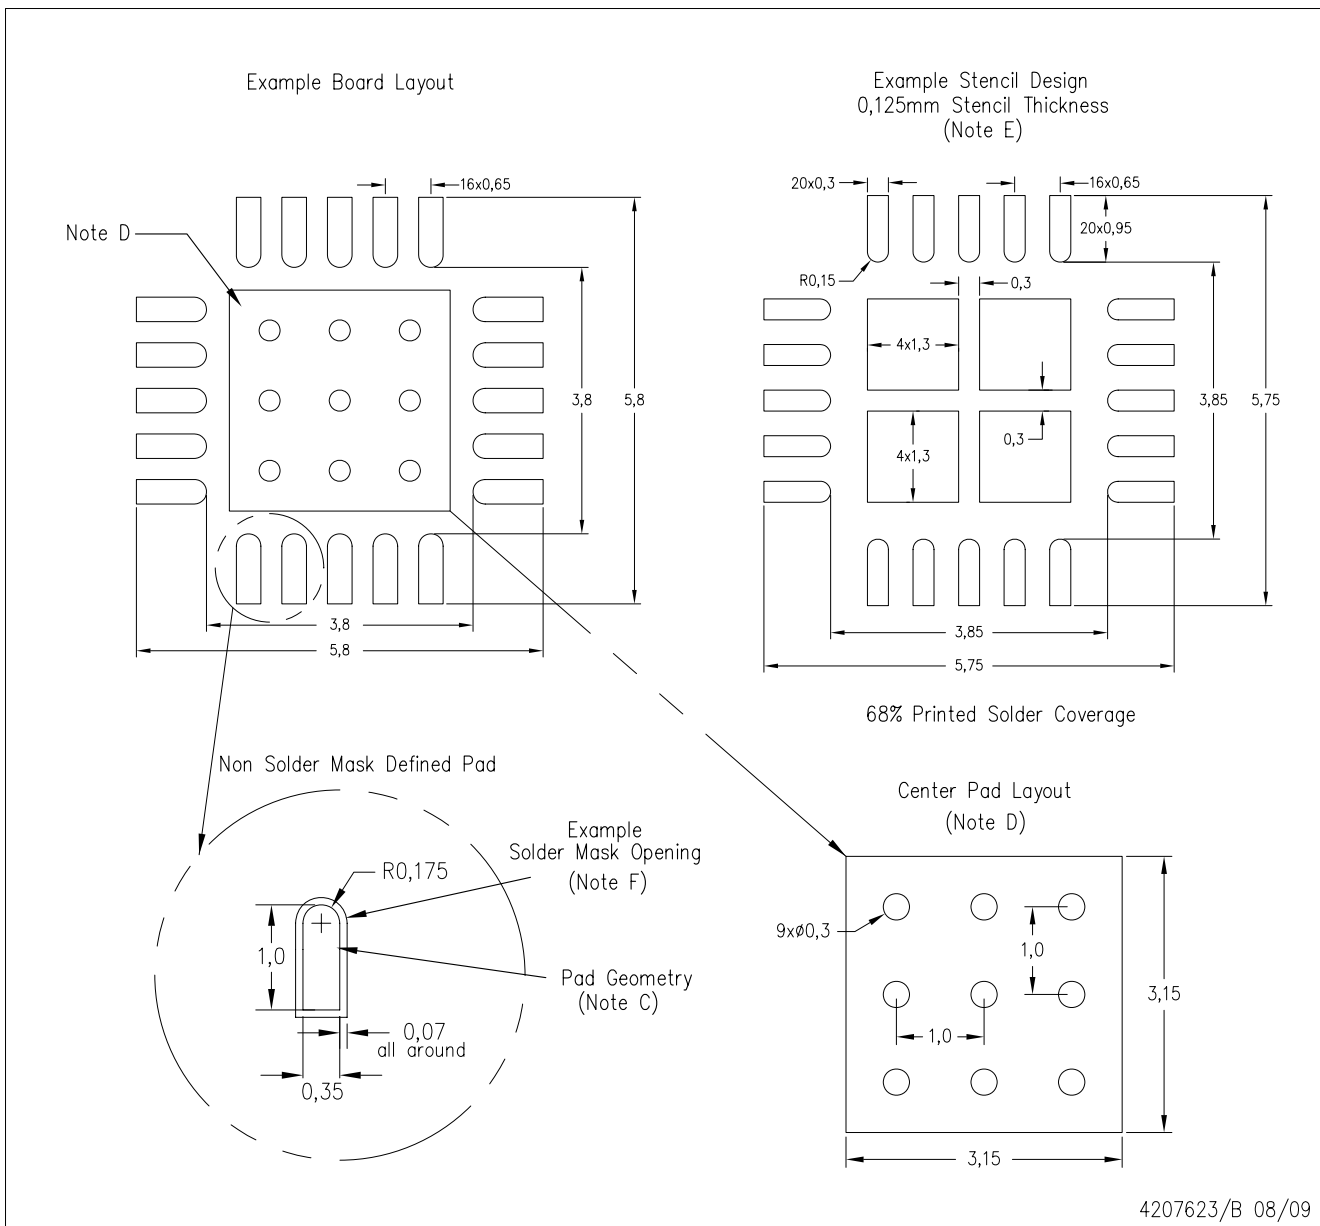 Example Board Layout
16x0,65
Note D
3,8
5,8
3,8
5,8
Example Stencil Design
0,125mm Stencil Thickness
(Note E)
20x0,3
16x0,65
20x0,95
R0,15
0,3
4x1,3
3,85
5,75
0,3
4x1,3
3,85
5,75
68% Printed Solder Coverage
Non Solder Mask Defined Pad
Example
Solder Mask Opening
(Note F)
R0,175
1,0
Pad Geometry
(Note C)
0,07
all around
0,35
Center Pad Layout
(Note D)
9xø0,3
1,0
1,0
3,15
3,15
4207623/B 08/09